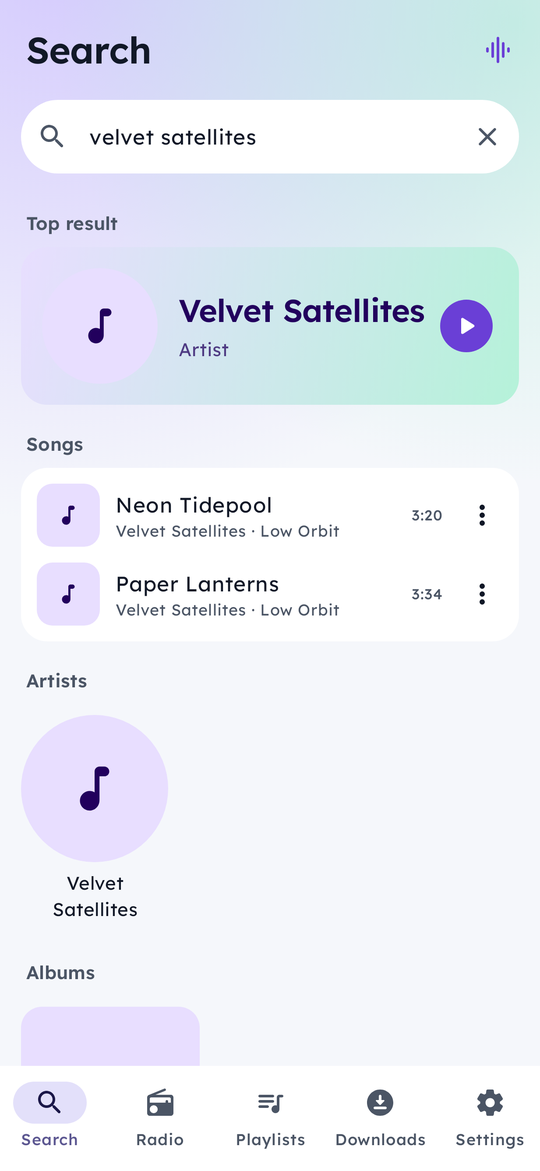 Search
velvet satellites
Top result
Velvet Satellites
Artist
Songs
Neon Tidepool
Velvet Satellites · Low Orbit
3:20
Paper Lanterns
Velvet Satellites · Low Orbit
3:34
Artists
Velvet
Satellites
Albums
Search
Radio
Playlists
Downloads
Settings